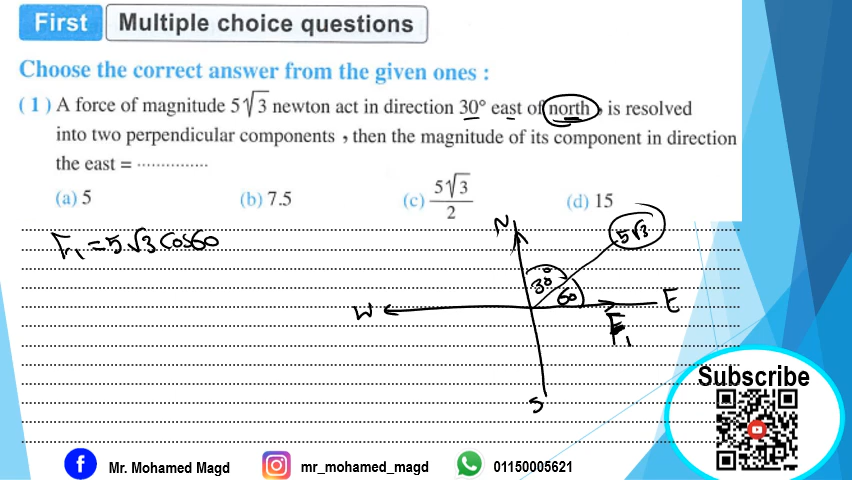 First Multiple choice questions
Choose the correct answer from the given ones :
( 1 ) A force of magnitude 5√3 newton act in direction 30° east of north , is resolved
into two perpendicular components , then the magnitude of its component in direction
the east = ...............
(a) 5 (b) 7.5 (c) 5√3/2 (d) 15
F₁ = 5√3 cos60
N
5√3
30
60
W
E
F₁
S
Subscribe
Mr. Mohamed Magd mr_mohamed_magd 01150005621